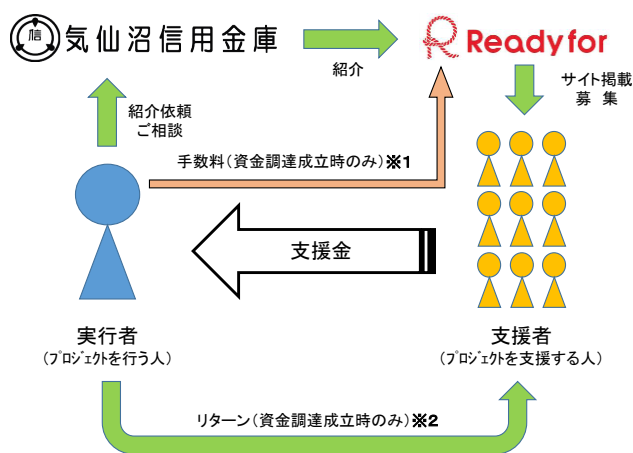 信
気仙沼信用金庫
Readyfor
紹介
サイト掲載
募 集
紹介依頼
ご相談
手数料(資金調達成立時のみ)※1
支援金
実行者
(プロジェクトを行う人)
支援者
(プロジェクトを支援する人)
リターン(資金調達成立時のみ)※2